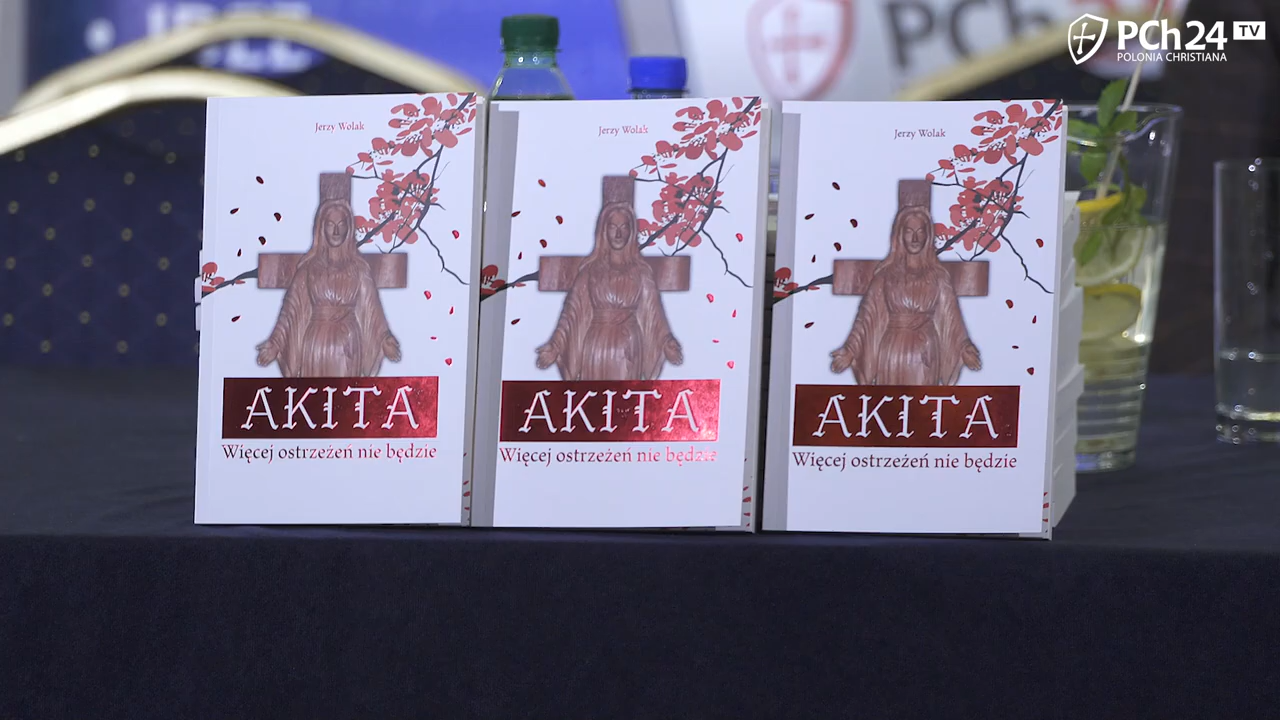 PCh24 TV
POLONIA CHRISTIANA
PCh
Jerzy Wolak
AKITA
Więcej ostrzeżeń nie będzie
Jerzy Wolak
AKITA
Więcej ostrzeżeń nie będzie
Jerzy Wolak
AKITA
Więcej ostrzeżeń nie będzie